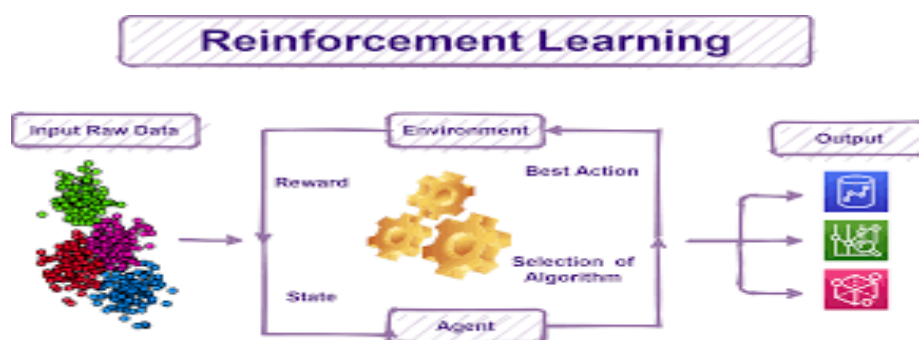 Reinforcement Learning
Input Raw Data
Environment
Output
Reward
Best Action
State
Selection of
Algorithm
Agent